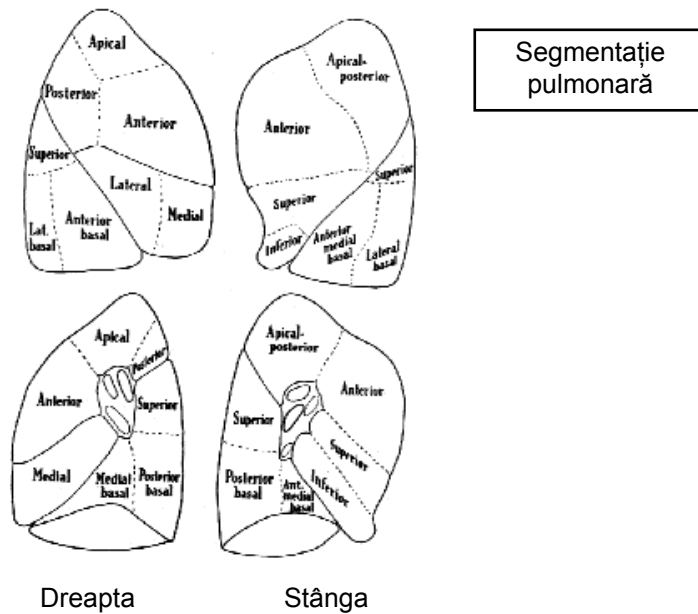 Segmentație
pulmonară
Apical
Posterior
Anterior
Superior
Lateral
Medial
Lat.
basal
Anterior
basal
Apical-
posterior
Anterior
Superior
Superior
Inferior
Anterior
medial
basal
Lateral
basal
Apical
Posterior
Anterior
Superior
Medial
Medial
basal
Posterior
basal
Apical-
posterior
Anterior
Superior
Superior
Posterior
basal
Ant.
medial
basal
Inferior
Dreapta
Stânga